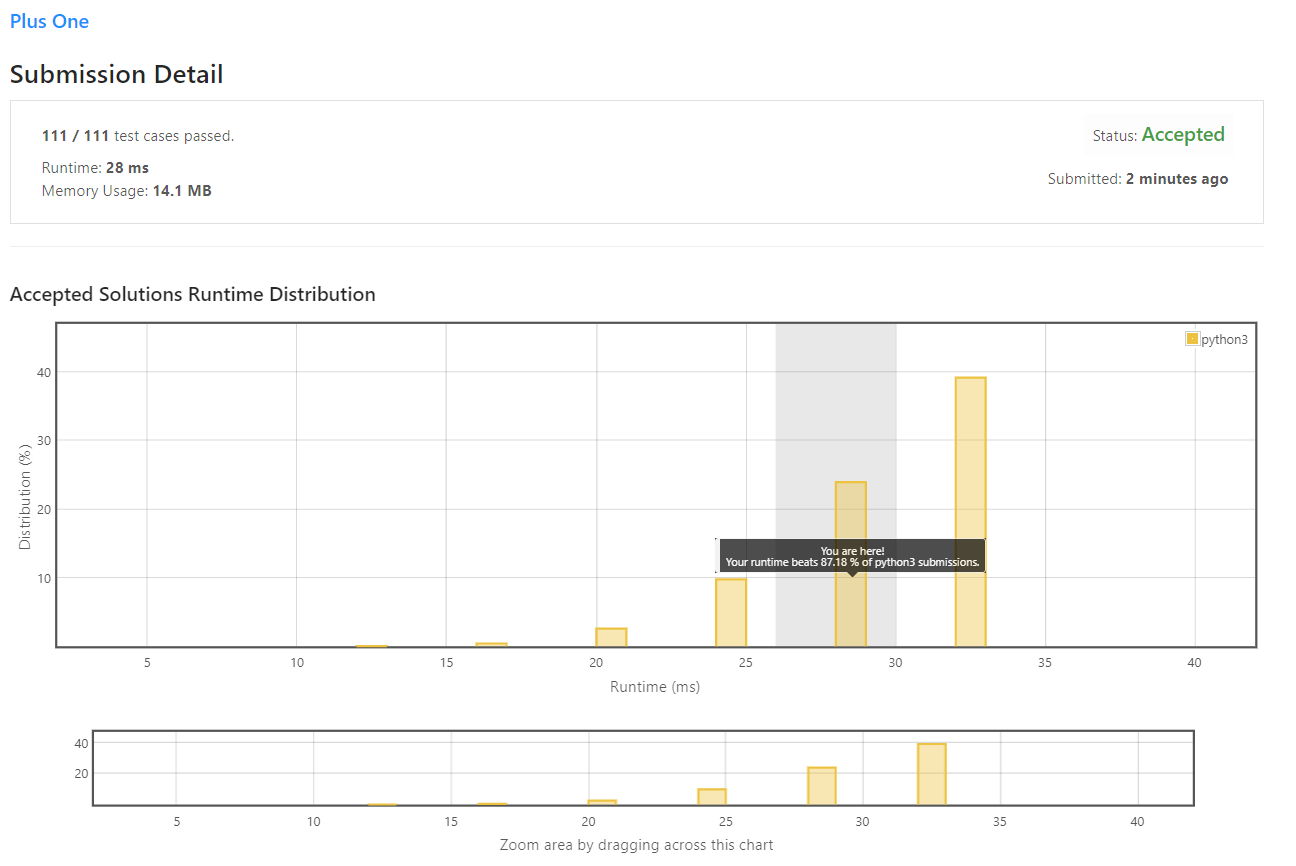 Plus One
Submission Detail
111 / 111 test cases passed.
Status: Accepted
Runtime: 28 ms
Memory Usage: 14.1 MB
Submitted: 2 minutes ago
Accepted Solutions Runtime Distribution
python3
Distribution (%)
40
30
20
10
You are here!
Your runtime beats 87.18 % of python3 submissions.
5 10 15 20 25 30 35 40
Runtime (ms)
40
20
5 10 15 20 25 30 35 40
Zoom area by dragging across this chart